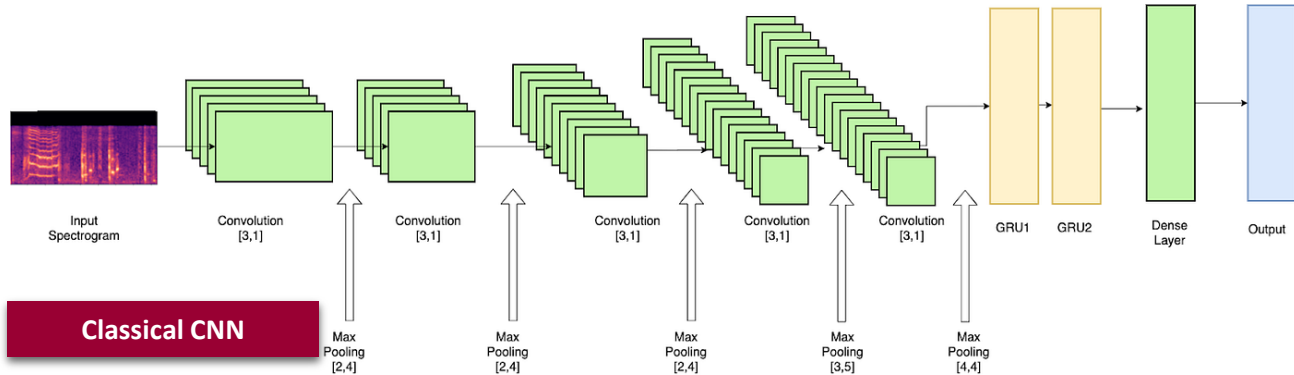 Input
Spectrogram
Convolution
[3,1]
Convolution
[3,1]
Convolution
[3,1]
Convolution
[3,1]
Convolution
[3,1]
GRU1
GRU2
Dense
Layer
Output
Classical CNN
Max
Pooling
[2,4]
Max
Pooling
[2,4]
Max
Pooling
[2,4]
Max
Pooling
[3,5]
Max
Pooling
[4,4]